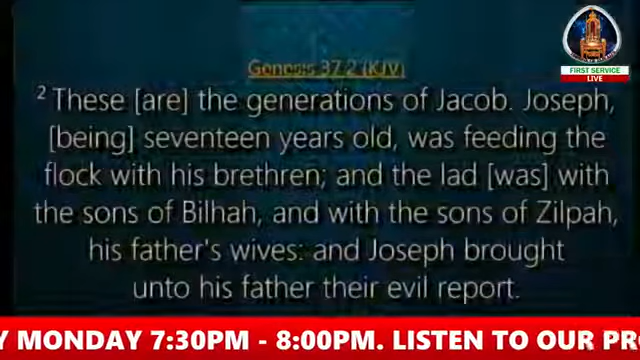 Genesis 37:2 (KJV)
FIRST SERVICE
LIVE
2 These [are] the generations of Jacob. Joseph,
[being] seventeen years old, was feeding the
flock with his brethren; and the lad [was] with
the sons of Bilhah, and with the sons of Zilpah,
his father's wives: and Joseph brought
unto his father their evil report.
Y MONDAY 7:30PM - 8:00PM. LISTEN TO OUR PR